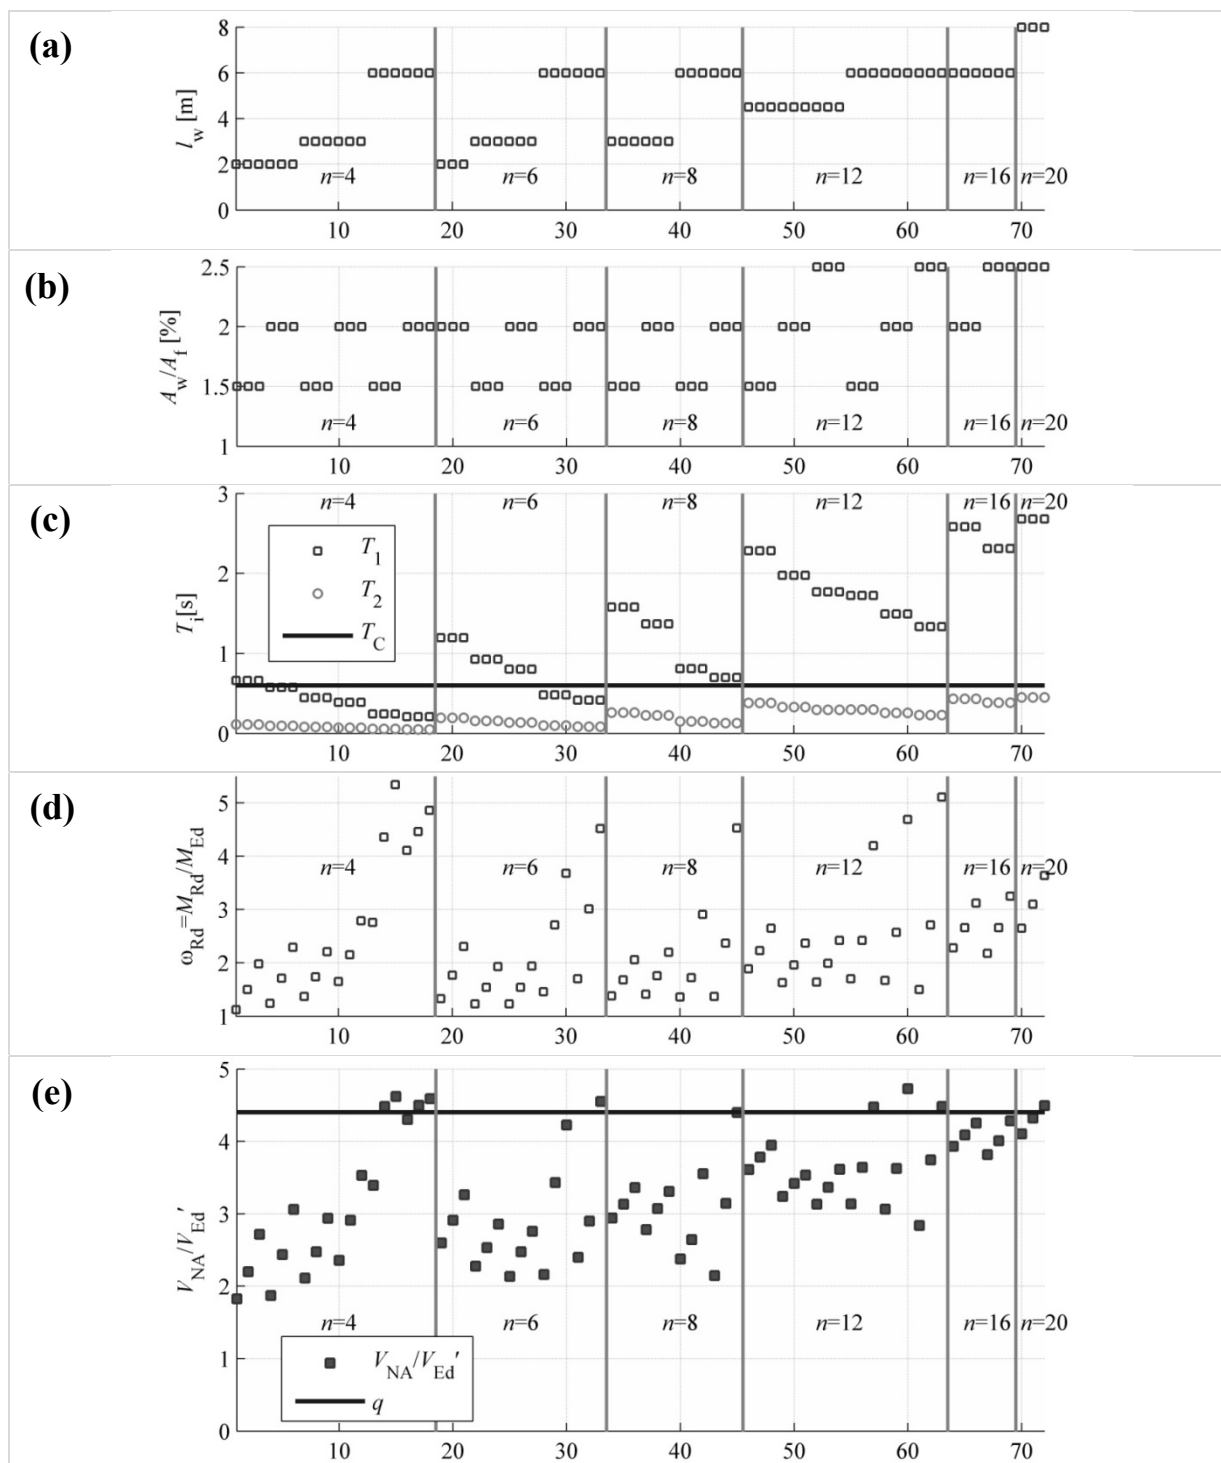 (a)
l_w [m]
8
6
4
2
0
n=4
n=6
n=8
n=12
n=16
n=20
10
20
30
40
50
60
70
(b)
A_w/A_f [%]
2.5
2
1.5
1
n=4
n=6
n=8
n=12
n=16
n=20
10
20
30
40
50
60
70
(c)
T_i[s]
3
2
1
0
n=4
n=6
n=8
n=12
n=16
n=20
T_1
T_2
T_C
10
20
30
40
50
60
70
(d)
ω_Rd=M_Rd/M_Ed
5
4
3
2
1
n=4
n=6
n=8
n=12
n=16
n=20
10
20
30
40
50
60
70
(e)
V_NA/V_Ed'
5
4
3
2
1
0
n=4
n=6
n=8
n=12
n=16
n=20
V_NA/V_Ed'
q
10
20
30
40
50
60
70